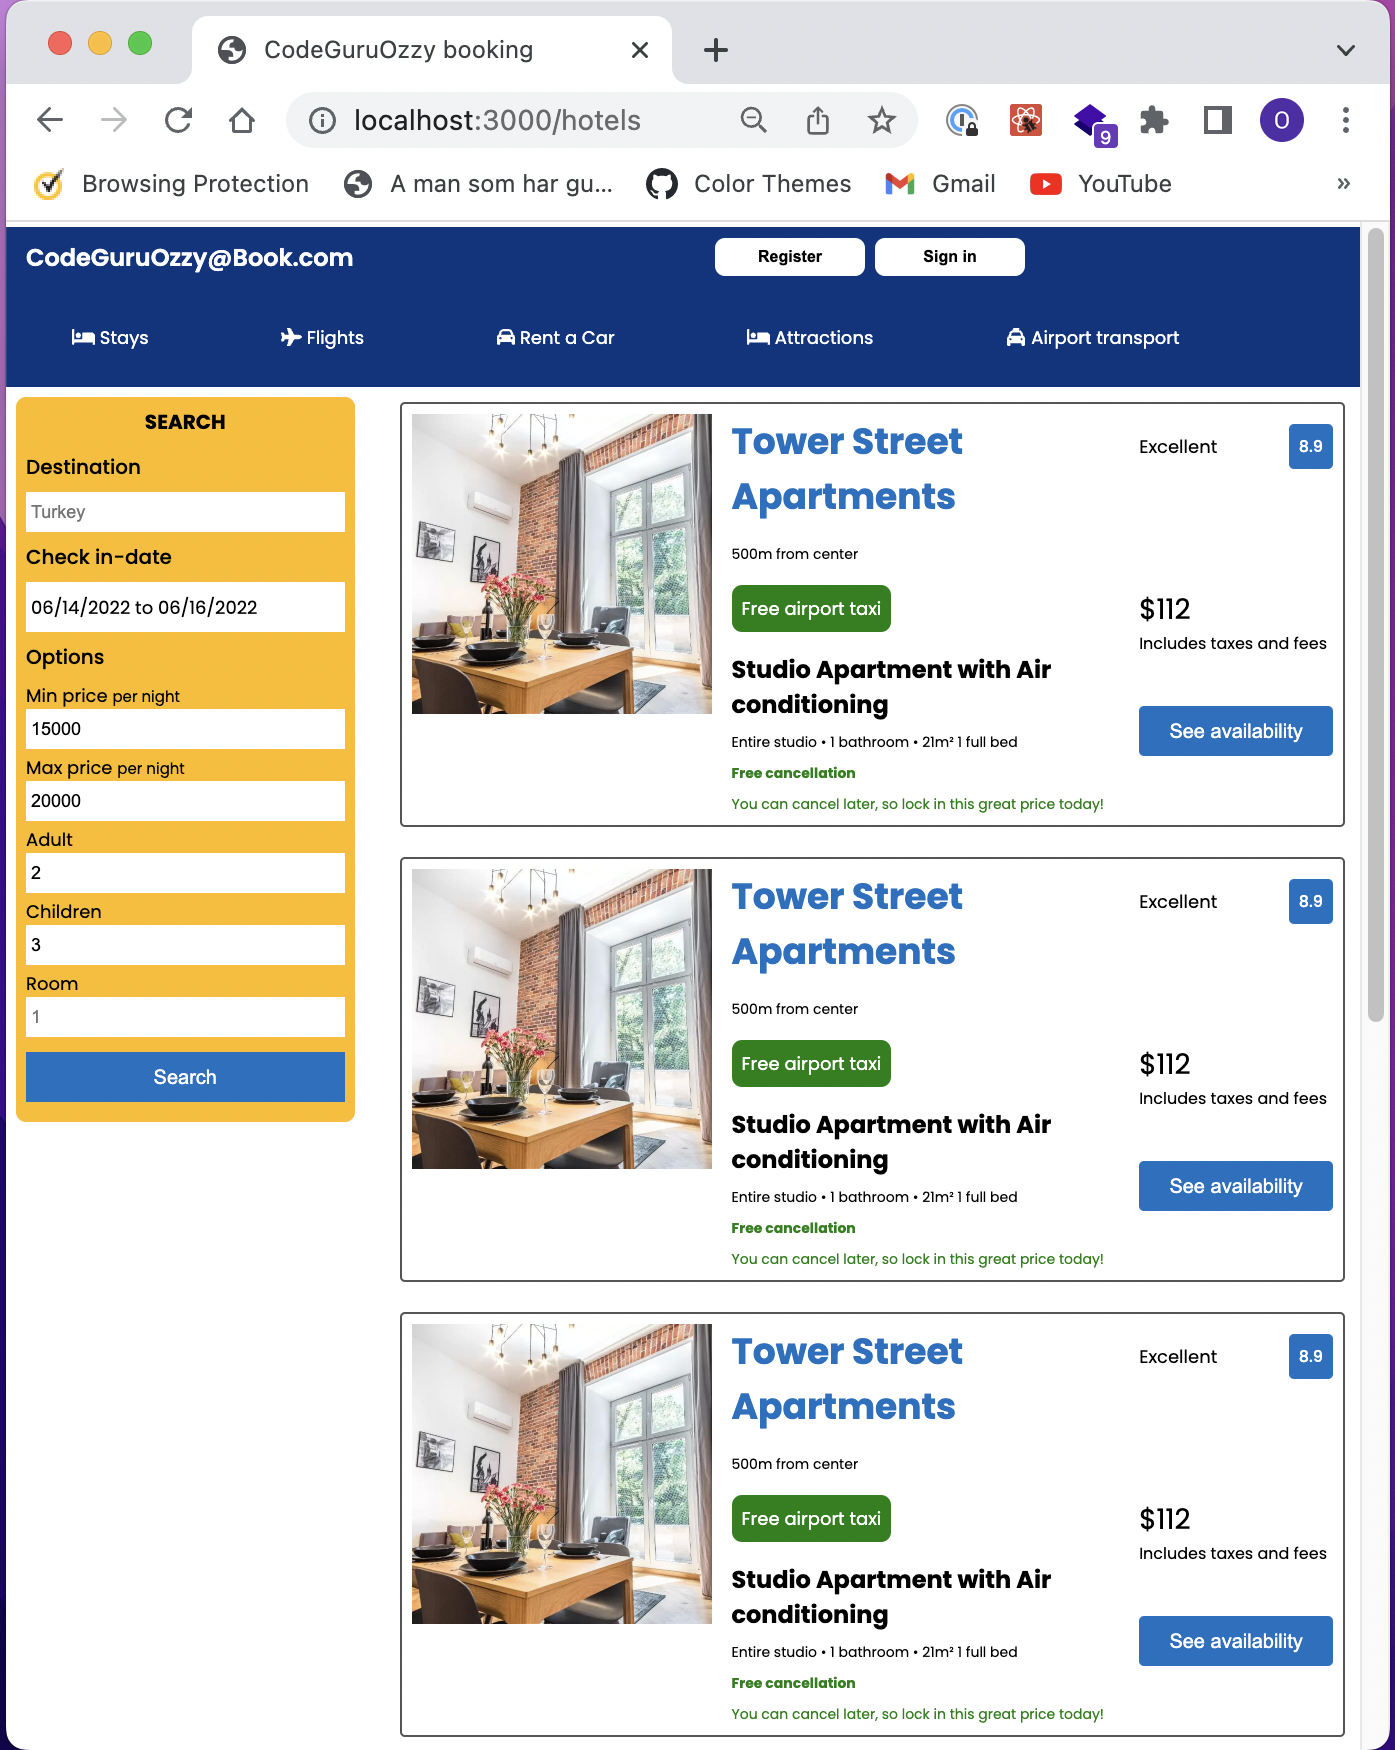 CodeGuruOzzy booking
localhost:3000/hotels
9
O
Browsing Protection
A man som har gu...
Color Themes
Gmail
YouTube
»
CodeGuruOzzy@Book.com
Register
Sign in
Stays
Flights
Rent a Car
Attractions
Airport transport
SEARCH
Destination
Turkey
Check in-date
06/14/2022 to 06/16/2022
Options
Min price per night
15000
Max price per night
20000
Adult
2
Children
3
Room
1
Search
Tower Street
Apartments
500m from center
Free airport taxi
Studio Apartment with Air
conditioning
Entire studio • 1 bathroom • 21m² 1 full bed
Free cancellation
You can cancel later, so lock in this great price today!
Excellent
8.9
$112
Includes taxes and fees
See availability
Tower Street
Apartments
500m from center
Free airport taxi
Studio Apartment with Air
conditioning
Entire studio • 1 bathroom • 21m² 1 full bed
Free cancellation
You can cancel later, so lock in this great price today!
Excellent
8.9
$112
Includes taxes and fees
See availability
Tower Street
Apartments
500m from center
Free airport taxi
Studio Apartment with Air
conditioning
Entire studio • 1 bathroom • 21m² 1 full bed
Free cancellation
You can cancel later, so lock in this great price today!
Excellent
8.9
$112
Includes taxes and fees
See availability